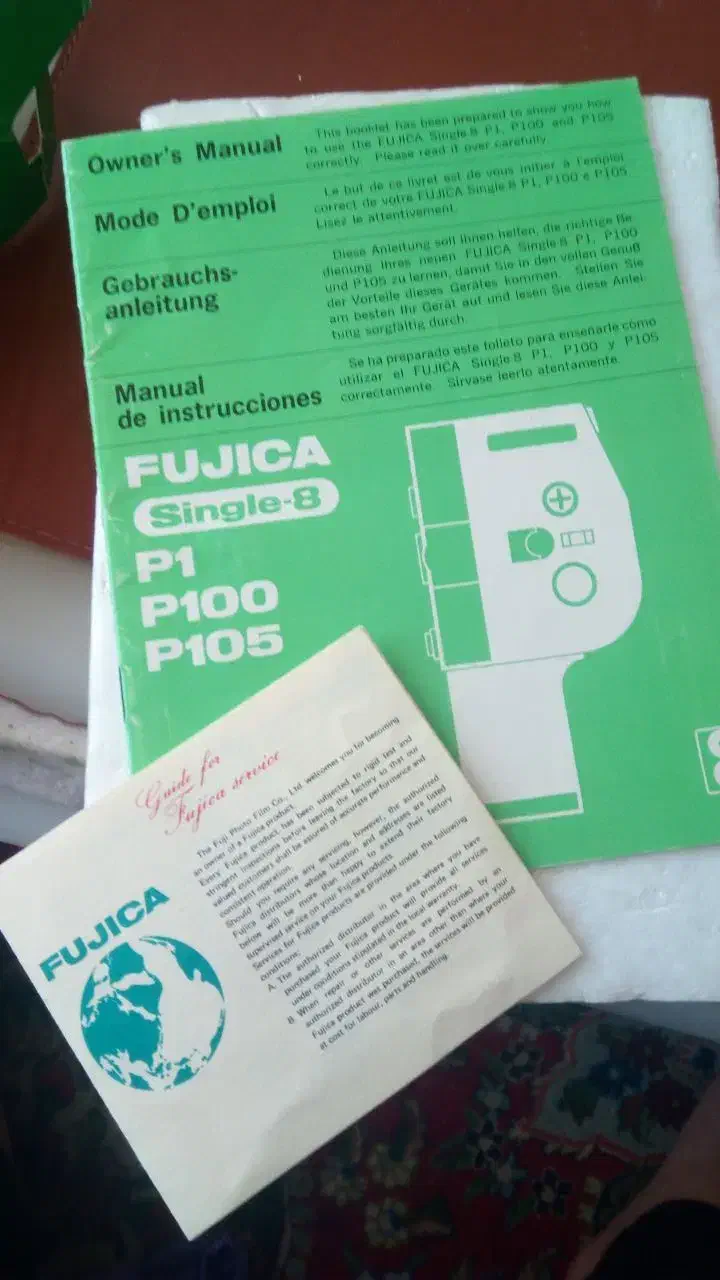 Owner's Manual
This booklet has been prepared to show you how
to use the FUJICA Single-8 P1, P100 and P105
correctly. Please read it over carefully.
Mode D'emploi
Le but de ce livret est de vous initier à l'emploi
correct de votre FUJICA Single-8 P1, P100 e P105
Lisez le attentivement.
Gebrauchs-
anleitung
Diese Anleitung soll Ihnen helfen, die richtige Be
dienung Ihres neuen FUJICA Single-8 P1, P100
und P105 zu lernen, damit Sie in den vollen Genuß
der Vorteile dieses Gerätes kommen. Stellen Sie
am besten Ihr Gerät auf und lesen Sie diese Anlei-
tung sorgfältig durch.
Manual
de instrucciones
Se ha preparado este folleto para enseñarle cómo
utilizar el FUJICA Single-8 P1, P100 y P105
correctamente. Sírvase leerlo atentamente.
FUJICA
Single-8
P1
P100
P105
Guide for
Fujica service
The Fuji Photo Film Co., Ltd. welcomes you for becoming
an owner of a Fujica product.
Every Fujica product has been subjected to rigid test and
stringent inspections before leaving the factory so that our
valued customers shall be assured of accurate performance and
consistent operation.
Should you require any servicing, however, the authorized
Fujica distributors whose location and addresses are listed
below will be more than happy to extend their factory
supervised service on your Fujica products.
Services for Fujica products are provided under the following
conditions:
A. The authorized distributor in the area where you have
purchased your Fujica product will provide all services
under conditions stipulated in the local warranty.
B. When repair or other services are performed by an
authorized distributor in an area other than where your
Fujica product was purchased, the services will be provided
at cost for labour, parts and handling.
FUJICA